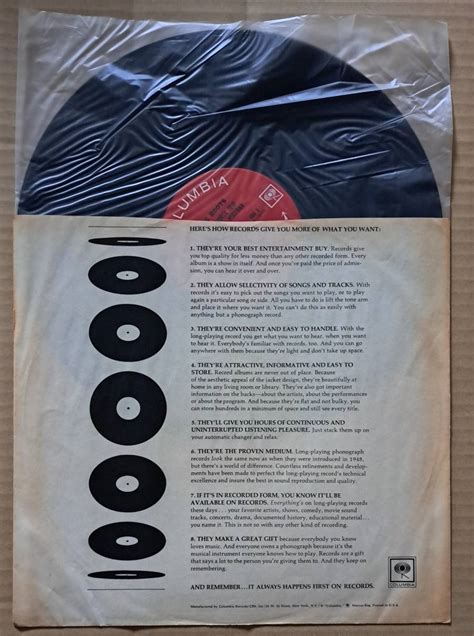 COLUMBIA
HERE'S HOW RECORDS GIVE YOU MORE OF WHAT YOU WANT:
1. THEY'RE YOUR BEST ENTERTAINMENT BUY. Records give
you top quality for less money than any other recorded form. Every
album is a show in itself. And once you've paid the price of admis-
sion, you can hear it over and over.
2. THEY ALLOW SELECTIVITY OF SONGS AND TRACKS. With
records it's easy to pick out the songs you want to play, or to play
again a particular song or side. All you have to do is lift the tone arm
and place it where you want it. You can't do this as easily with
anything but a phonograph record.
3. THEY'RE CONVENIENT AND EASY TO HANDLE. With the
long-playing record you get what you want to hear, when you want
to hear it. Everybody's familiar with records, too. And you can go
anywhere with them because they're light and don't take up space.
4. THEY'RE ATTRACTIVE, INFORMATIVE AND EASY TO
STORE. Record albums are never out of place. Because
of the aesthetic appeal of the jacket design, they're beautifully at
home in any living room or library. They've also got important
information on the backs—about the artists, about the performances
or about the program. And because they're flat and not bulky, you
can store hundreds in a minimum of space and still see every title.
5. THEY'LL GIVE YOU HOURS OF CONTINUOUS AND
UNINTERRUPTED LISTENING PLEASURE. Just stack them up on
your automatic changer and relax.
6. THEY'RE THE PROVEN MEDIUM. Long-playing phonograph
records look the same now as when they were introduced in 1948,
but there's a world of difference. Countless refinements and develop-
ments have been made to perfect the long-playing record's technical
excellence and insure the best in sound reproduction and quality.
7. IF IT'S IN RECORDED FORM, YOU KNOW IT'LL BE
AVAILABLE ON RECORDS. Everything's on long-playing records
these days . . . your favorite artists, shows, comedy, movie sound
tracks, concerts, drama, documented history, educational material . . .
you name it. This is not so with any other kind of recording.
8. THEY MAKE A GREAT GIFT because everybody you know
loves music. And everyone owns a phonograph because it's the
musical instrument everyone knows how to play. Records are a gift
that says a lot to the person you're giving them to. And they keep on
remembering.
AND REMEMBER...IT ALWAYS HAPPENS FIRST ON RECORDS.
COLUMBIA